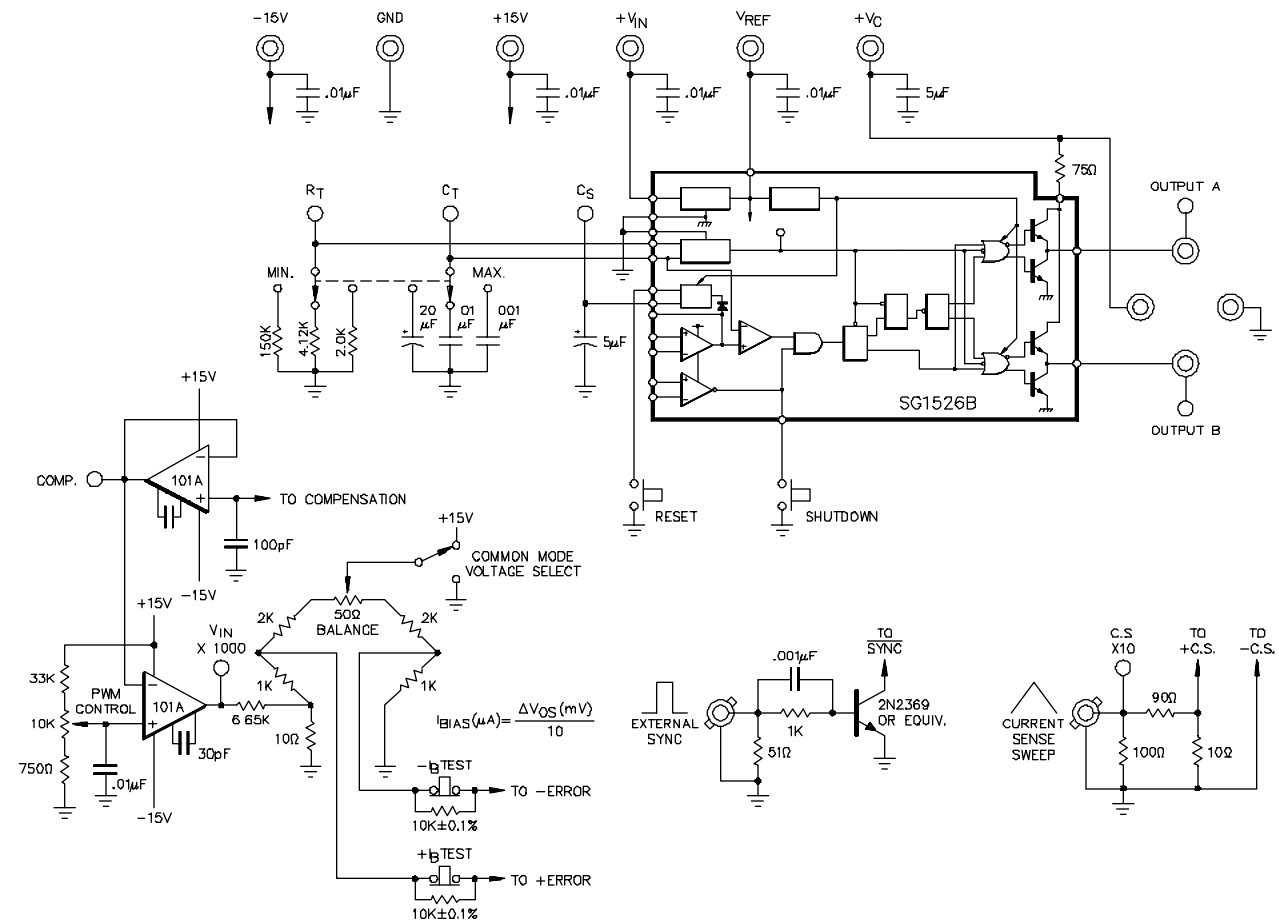 -15V
GND
+15V
+VIN
VREF
+VC
.01µF
.01µF
.01µF
.01µF
5µF
75Ω
RT
CT
CS
OUTPUT A
MIN.
MAX.
150K
4.12K
2.0K
20 µF
.01 µF
.001 µF
5µF
SG1526B
OUTPUT B
+15V
COMP.
101A
TO COMPENSATION
100pF
-15V
RESET
SHUTDOWN
+15V
COMMON MODE
VOLTAGE SELECT
+15V
VIN
X 1000
2K
50Ω
BALANCE
2K
33K
PWM
CONTROL
10K
101A
1K
1K
6 65K
10Ω
750Ω
.01µF
30pF
-15V
IBIAS(µA)=ΔVOS(mV)/10
-IB TEST
TO -ERROR
10K±0.1%
+IB TEST
TO +ERROR
10K±0.1%
TO
SYNC
.001µF
2N2369
OR EQUIV.
EXTERNAL
SYNC
1K
51Ω
C.S
X10
TO
+C.S.
TO
-C.S.
90Ω
CURRENT
SENSE
SWEEP
100Ω
10Ω